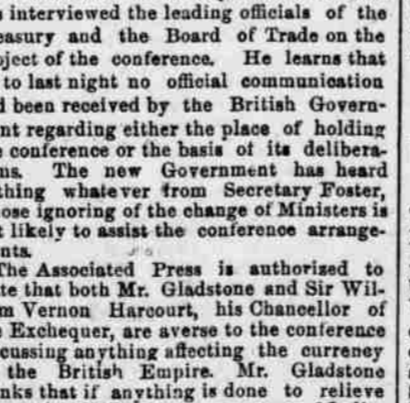 interviewed the leading officials of the
easury and the Board of Trade on the
bject of the conference. He learns that
to last night no official communication
d been received by the British Govern-
nt regarding either the place of holding
e conference or the basis of its delibera-
ns. The new Government has heard
thing whatever from Secretary Foster,
ose ignoring of the change of Ministers is
t likely to assist the conference arrange-
nts.
The Associated Press is authorized to
te that both Mr. Gladstone and Sir Wil-
m Vernon Harcourt, his Chancellor of
e Exchequer, are averse to the conference
cussing anything affecting the currency
the British Empire. Mr. Gladstone
nks that if anything is done to relieve